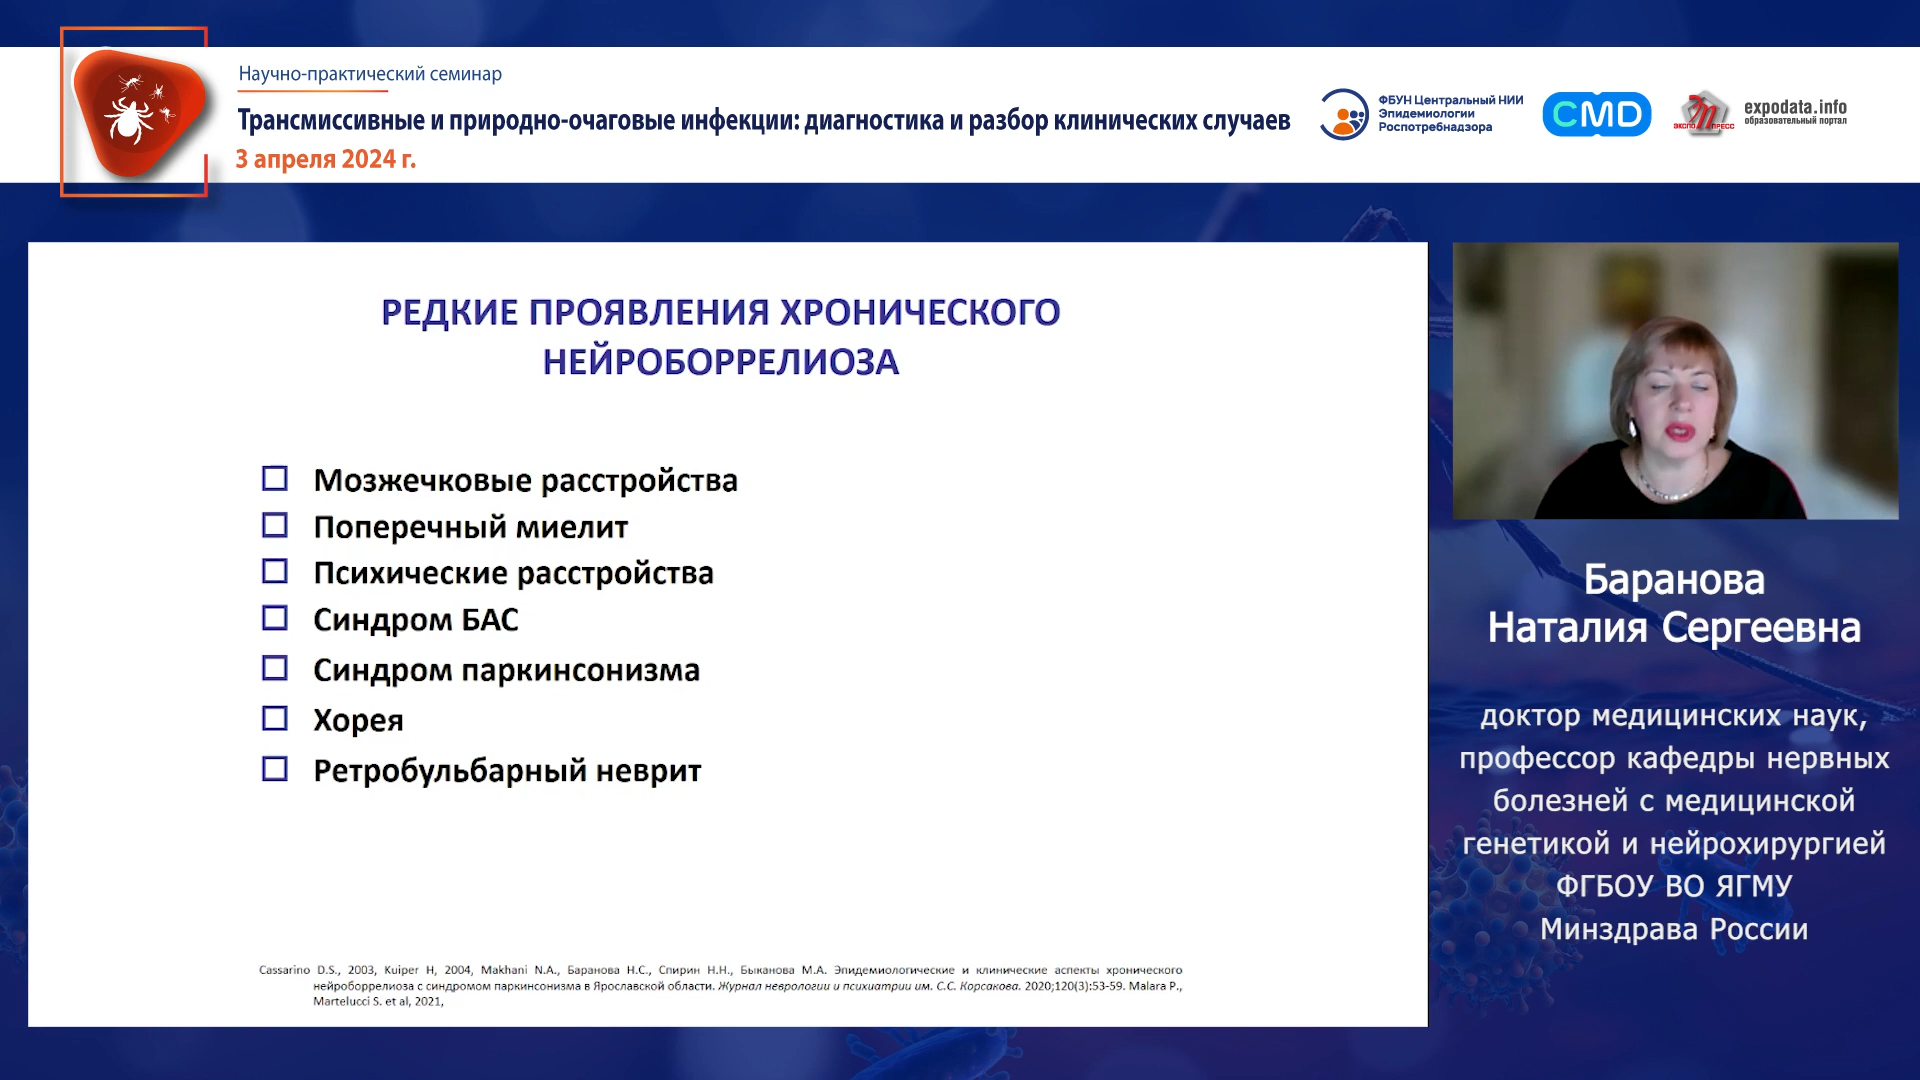 Научно-практический семинар
Трансмиссивные и природно-очаговые инфекции: диагностика и разбор клинических случаев
3 апреля 2024 г.
ФБУН Центральный НИИ
Эпидемиологии
Роспотребнадзора
CMD
ЭКСПО ПРЕСС
expodata.info
образовательный портал
РЕДКИЕ ПРОЯВЛЕНИЯ ХРОНИЧЕСКОГО
НЕЙРОБОРРЕЛИОЗА
Мозжечковые расстройства
Поперечный миелит
Психические расстройства
Синдром БАС
Синдром паркинсонизма
Хорея
Ретробульбарный неврит
Cassarino D.S., 2003, Kuiper H, 2004, Makhani N.A., Баранова Н.С., Спирин Н.Н., Быканова М.А. Эпидемиологические и клинические аспекты хронического
нейроборрелиоза с синдромом паркинсонизма в Ярославской области. Журнал неврологии и психиатрии им. С.С. Корсакова. 2020;120(3):53-59. Malara P.,
Martelucci S. et al, 2021,
Баранова
Наталия Сергеевна
доктор медицинских наук,
профессор кафедры нервных
болезней с медицинской
генетикой и нейрохирургией
ФГБОУ ВО ЯГМУ
Минздрава России